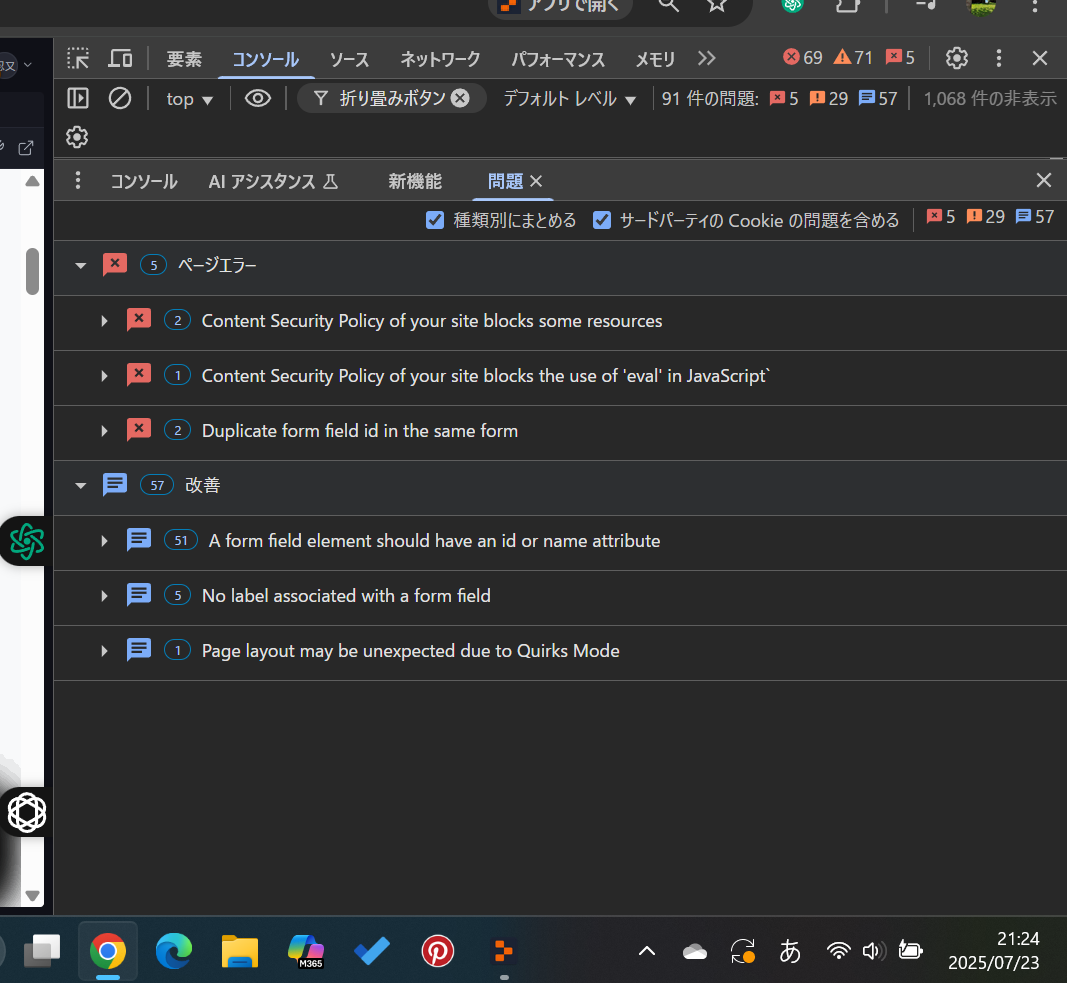 アプリで開く
要素 コンソール ソース ネットワーク パフォーマンス メモリ 69 71 5
top 折り畳みボタン デフォルト レベル 91 件の問題: 5 29 57 1,068 件の非表示
コンソール AI アシスタンス 新機能 問題
種類別にまとめる サードパーティの Cookie の問題を含める 5 29 57
5 ページエラー
2 Content Security Policy of your site blocks some resources
1 Content Security Policy of your site blocks the use of 'eval' in JavaScript`
2 Duplicate form field id in the same form
57 改善
51 A form field element should have an id or name attribute
5 No label associated with a form field
1 Page layout may be unexpected due to Quirks Mode
M365
あ
21:24
2025/07/23